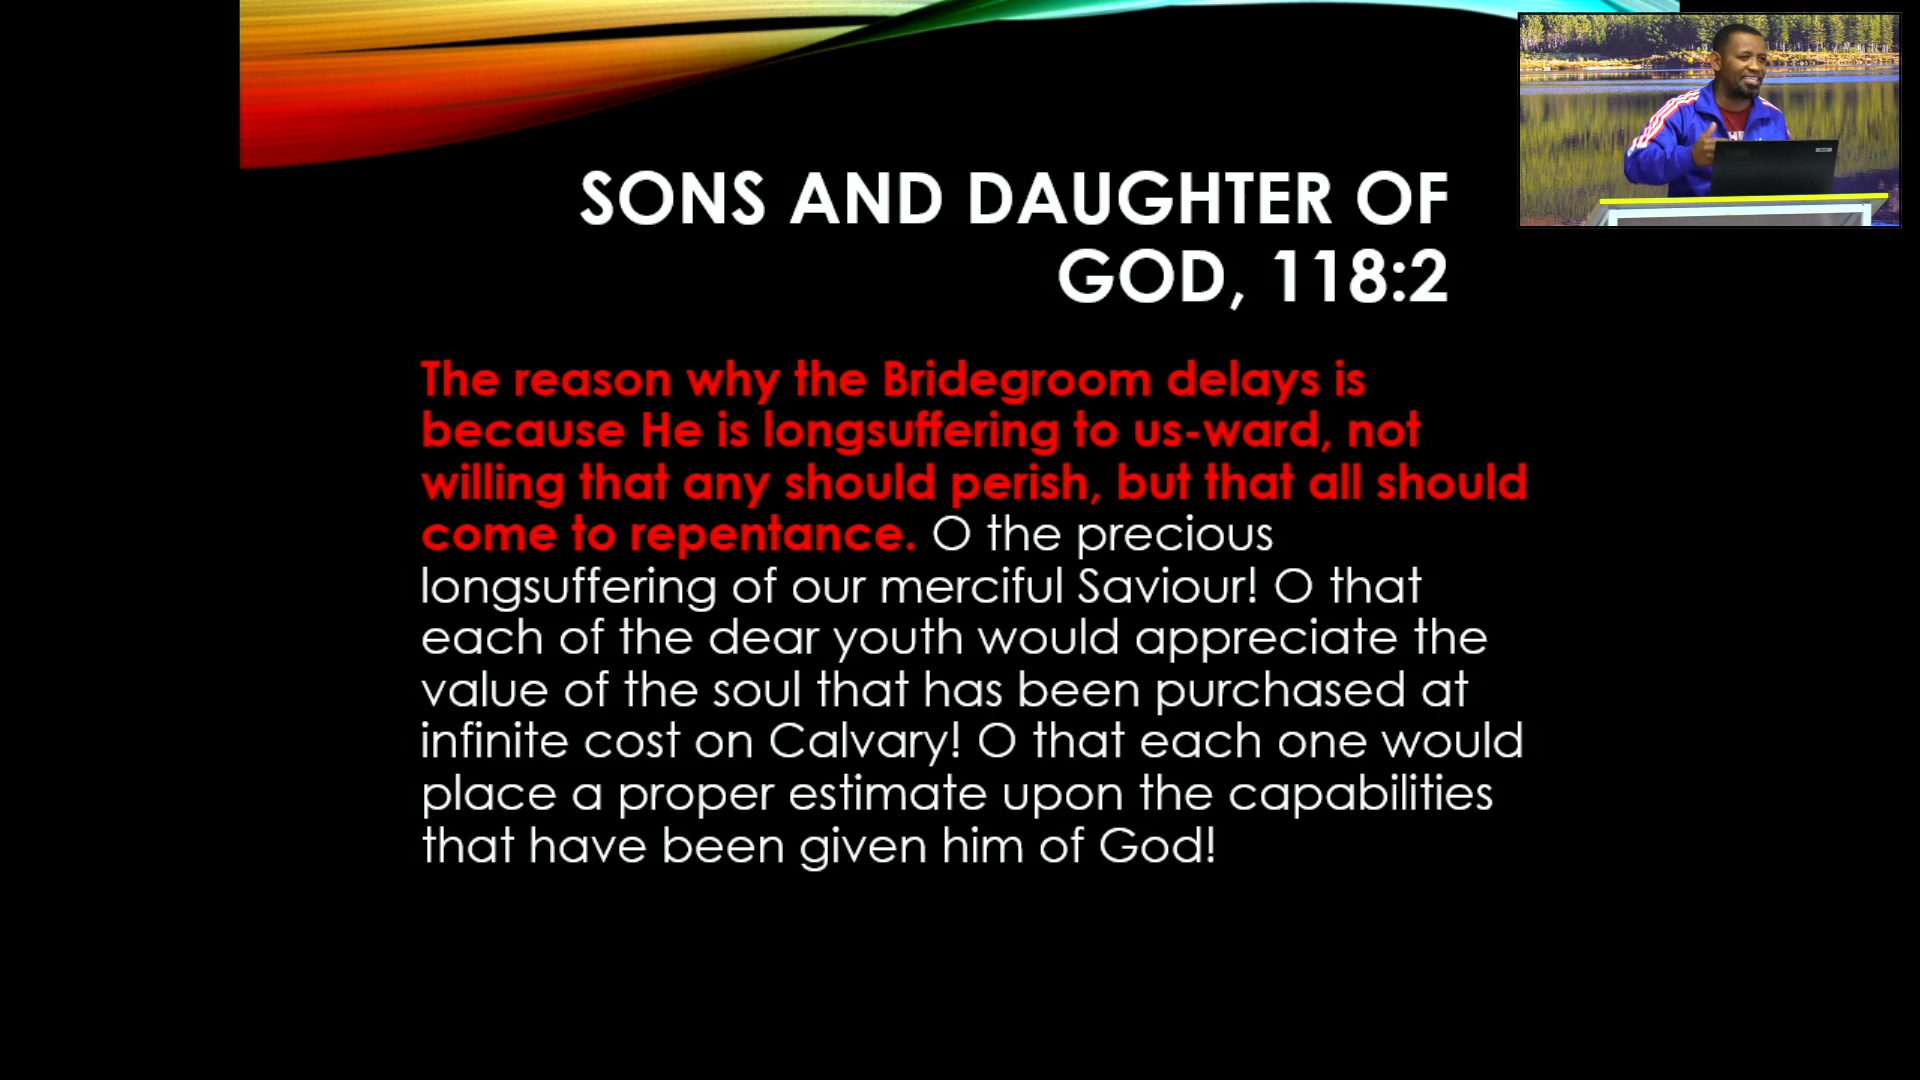 SONS AND DAUGHTER OF
GOD, 118:2
The reason why the Bridegroom delays is
because He is longsuffering to us-ward, not
willing that any should perish, but that all should
come to repentance. O the precious
longsuffering of our merciful Saviour! O that
each of the dear youth would appreciate the
value of the soul that has been purchased at
infinite cost on Calvary! O that each one would
place a proper estimate upon the capabilities
that have been given him of God!